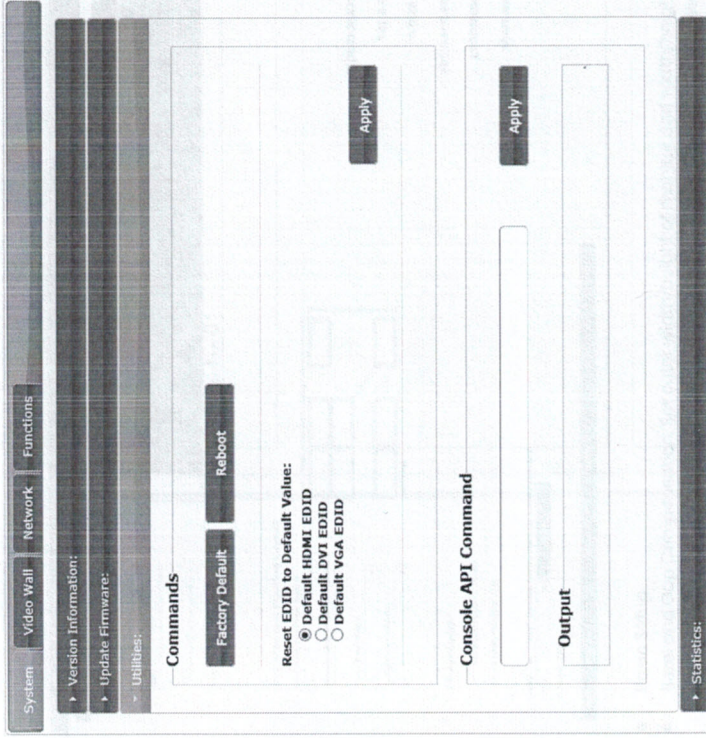 System Video Wall Network Functions
Version Information:
Update Firmware:
Utilities:
Commands
Factory Default Reboot
Reset EDID to Default Value:
Default HDMI EDID
Default DVI EDID
Default VGA EDID
Apply
Console API Command
Apply
Output
Statistics: